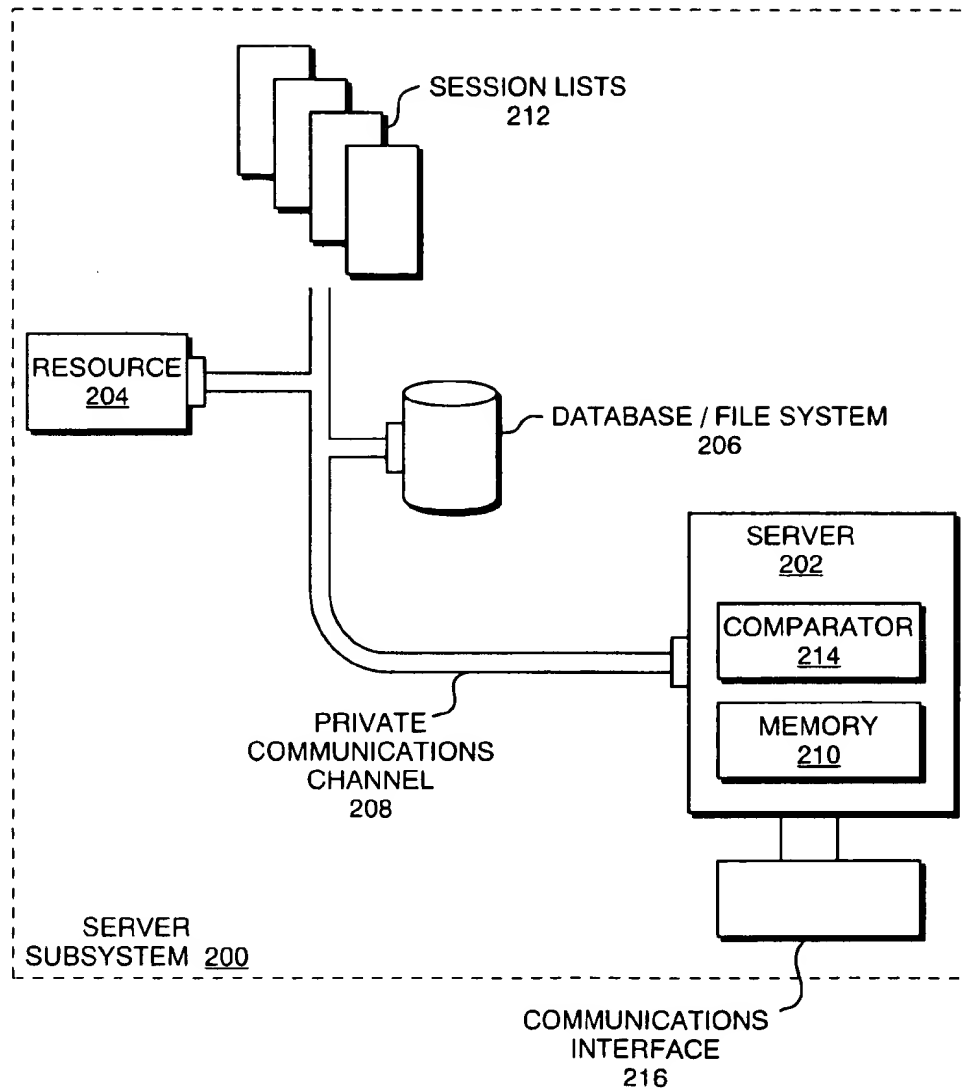 SESSION LISTS
212
RESOURCE
204
DATABASE / FILE SYSTEM
206
SERVER
202
COMPARATOR
214
MEMORY
210
PRIVATE
COMMUNICATIONS
CHANNEL
208
SERVER
SUBSYSTEM 200
COMMUNICATIONS
INTERFACE
216